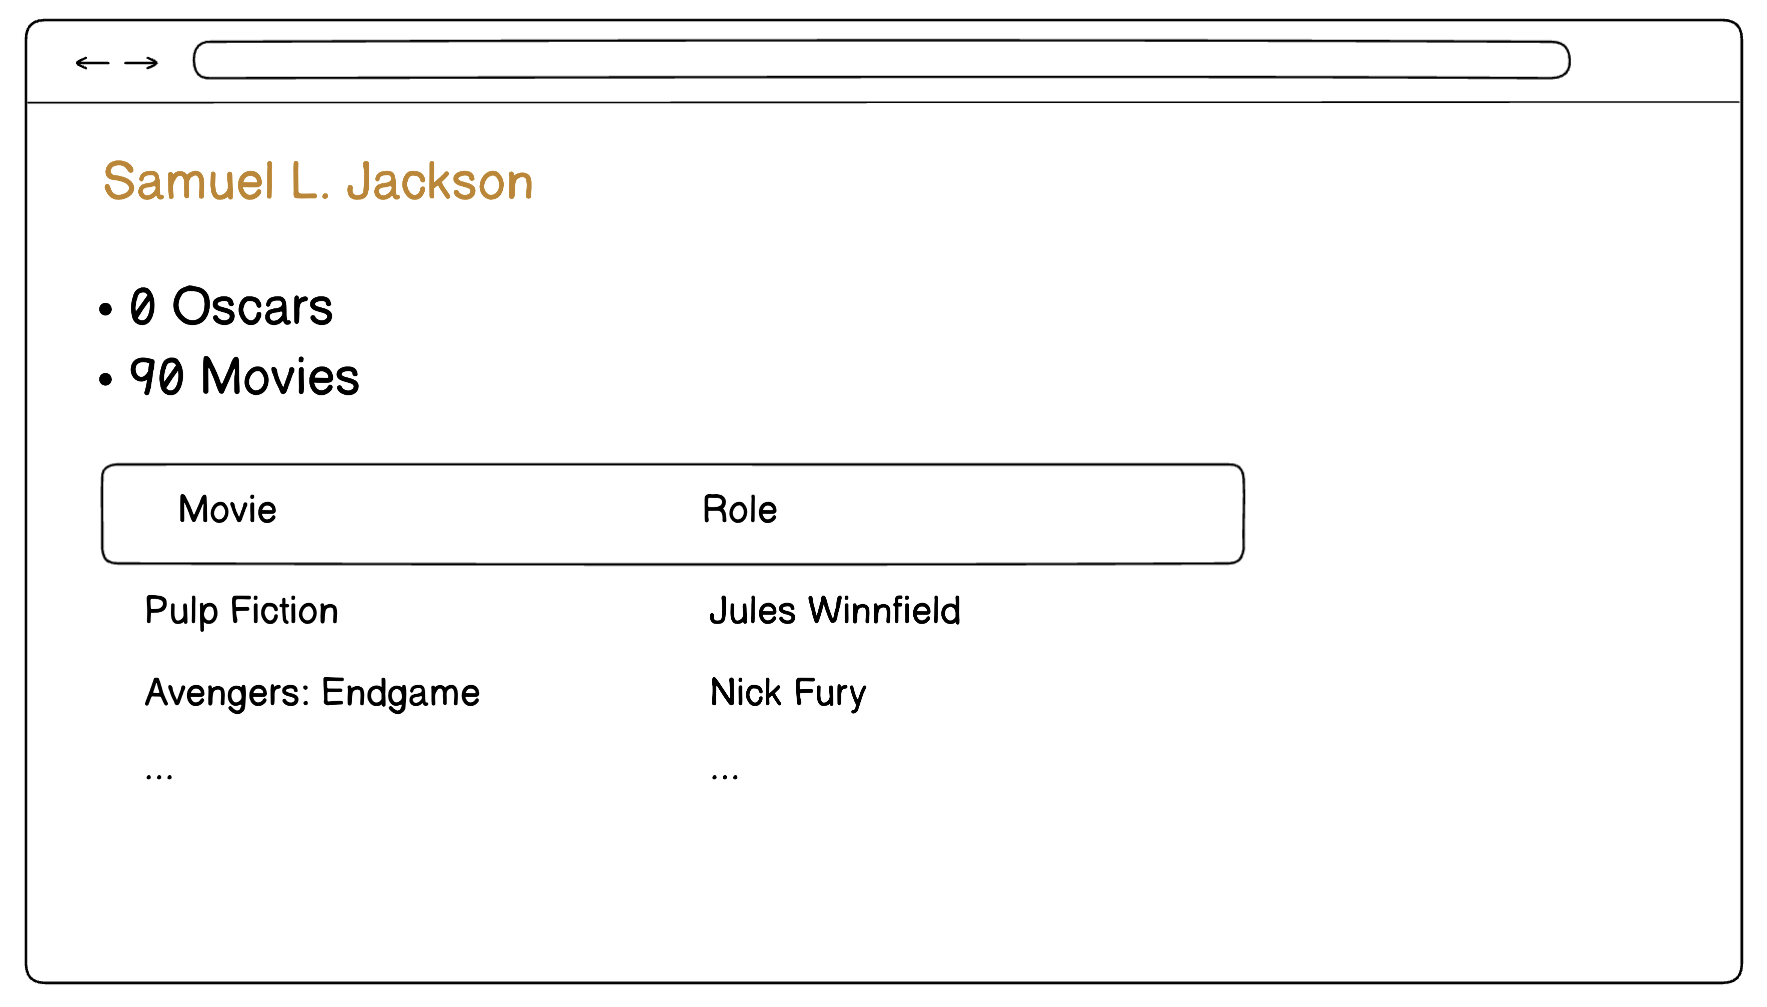 Samuel L. Jackson
• 0 Oscars
• 90 Movies
Movie Role
Pulp Fiction Jules Winnfield
Avengers: Endgame Nick Fury
... ...